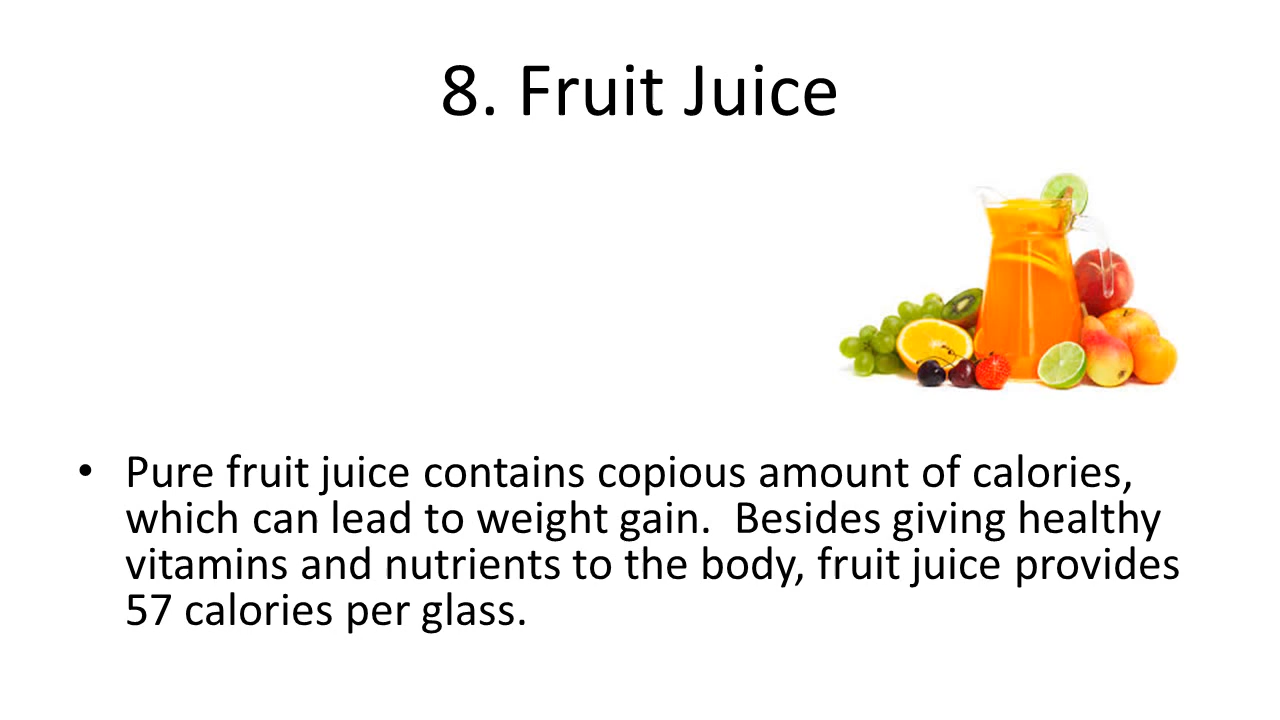 8. Fruit Juice
• Pure fruit juice contains copious amount of calories,
which can lead to weight gain.  Besides giving healthy
vitamins and nutrients to the body, fruit juice provides
57 calories per glass.